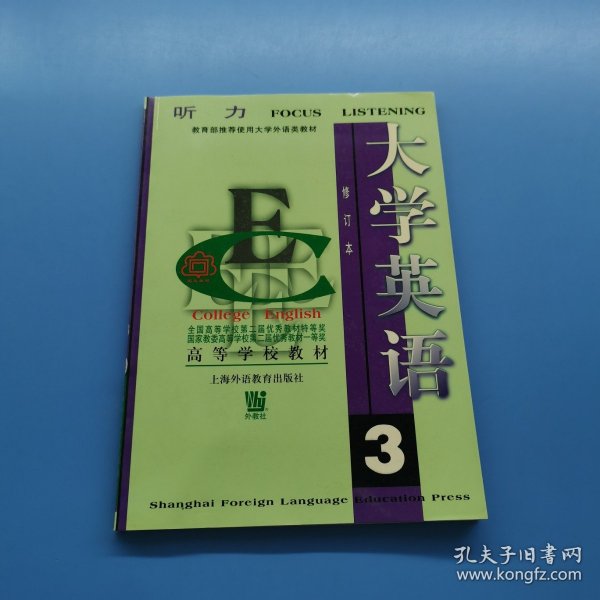 听力 FOCUS LISTENING
教育部推荐使用大学外语类教材
大学英语
修订本
EC
College English
全国高等学校第二届优秀教材特等奖
国家教委高等学校第二届优秀教材一等奖
高等学校教材
上海外语教育出版社
外教社
3
Shanghai Foreign Language Education Press
孔夫子旧书网
www.kongfz.com